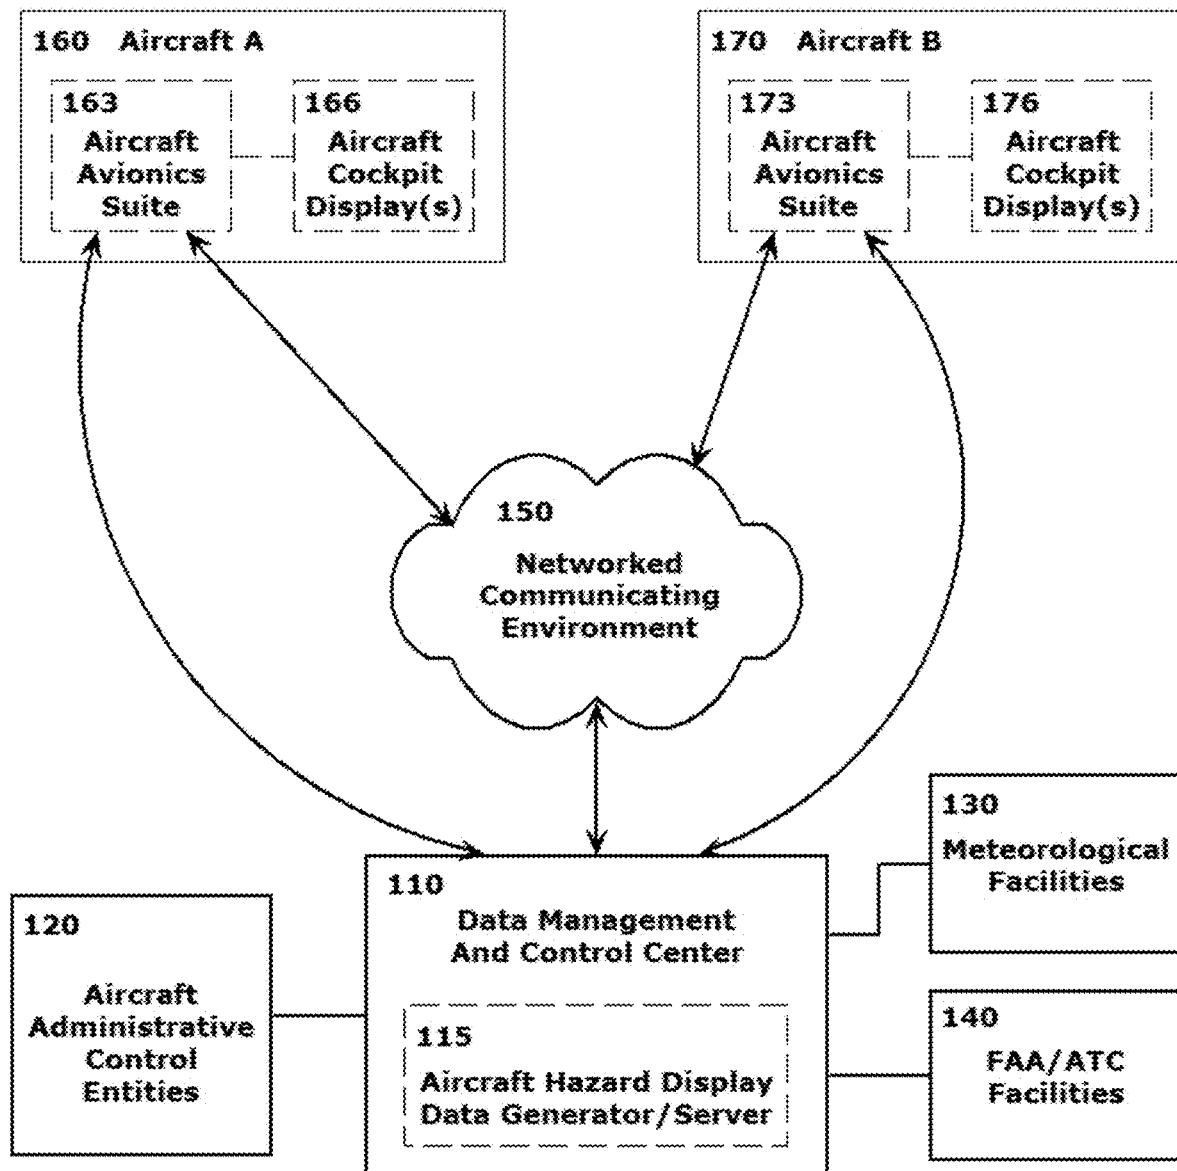 160 Aircraft A
163
Aircraft
Avionics
Suite
166
Aircraft
Cockpit
Display(s)
170 Aircraft B
173
Aircraft
Avionics
Suite
176
Aircraft
Cockpit
Display(s)
150
Networked
Communicating
Environment
110
Data Management
And Control Center
115
Aircraft Hazard Display
Data Generator/Server
120
Aircraft
Administrative
Control
Entities
130
Meteorological
Facilities
140
FAA/ATC
Facilities